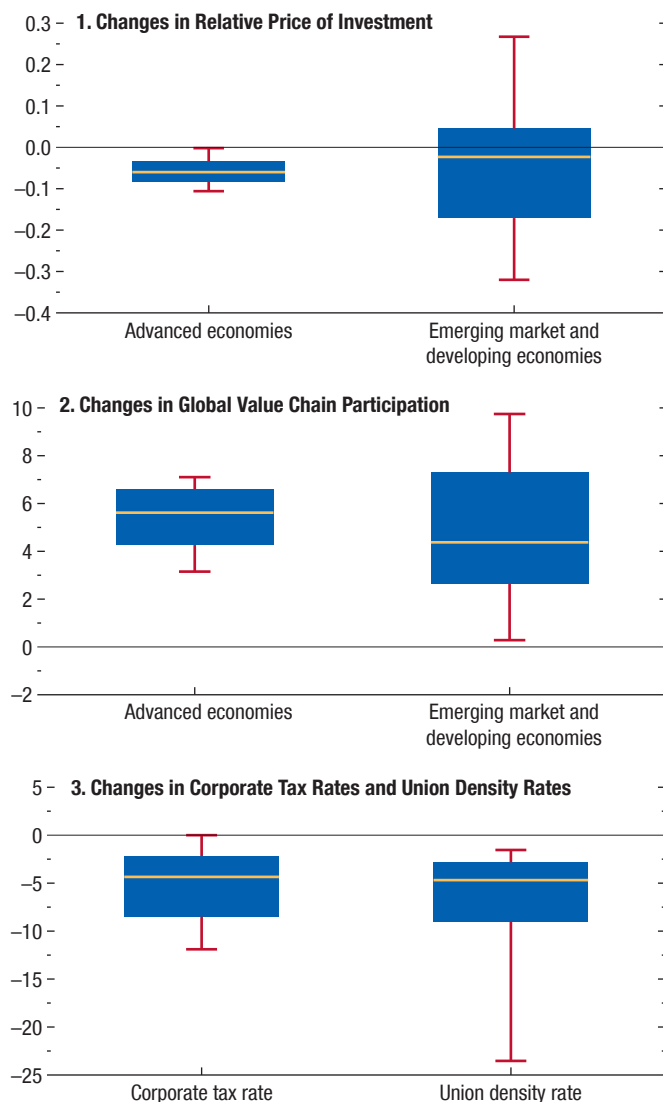 1. Changes in Relative Price of Investment
0.3
0.2
0.1
0.0
–0.1
–0.2
–0.3
–0.4
Advanced economies
Emerging market and
developing economies
2. Changes in Global Value Chain Participation
10
8
6
4
2
0
–2
Advanced economies
Emerging market and
developing economies
3. Changes in Corporate Tax Rates and Union Density Rates
5
0
–5
–10
–15
–20
–25
Corporate tax rate
Union density rate